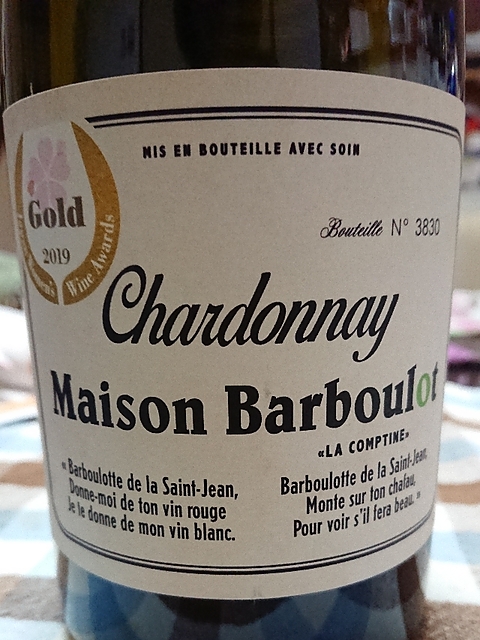 MIS EN BOUTEILLE AVEC SOIN
Gold
2019
Wine Awards
Bouteille N° 3830
Chardonnay
Maison Barboulot
«LA COMPTINE»
« Barboulotte de la Saint-Jean,
Donne-moi de ton vin rouge
Je le donne de mon vin blanc.
Barboulotte de la Saint-Jean,
Monte sur ton chafau,
Pour voir s'il fera beau. »